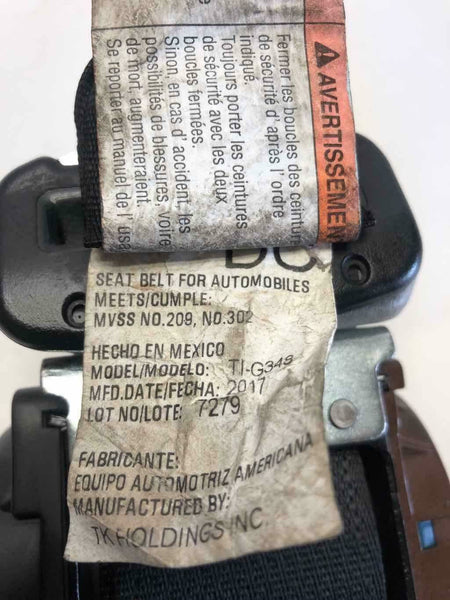 AVERTISSEMEN
Fermer les boucles des ceintur
de sécurité d'après l'ordre
indiqué.
Toujours porter les ceintures
de sécurité avec les deux
boucles fermées.
Sinon, en cas d'accident, les
possibilités de blessures, voire
de mort, augmenteraient.
Se reporter au manuel de l'usa
SEAT BELT FOR AUTOMOBILES
MEETS/CUMPLE:
MVSS NO.209, NO.302
HECHO EN MEXICO
MODEL/MODELO: TI-G348
MFD.DATE/FECHA: 2017
LOT NO/LOTE: 7279
FABRICANTE:
EQUIPO AUTOMOTRIZ AMERICANA
MANUFACTURED BY:
TK HOLDINGS INC.